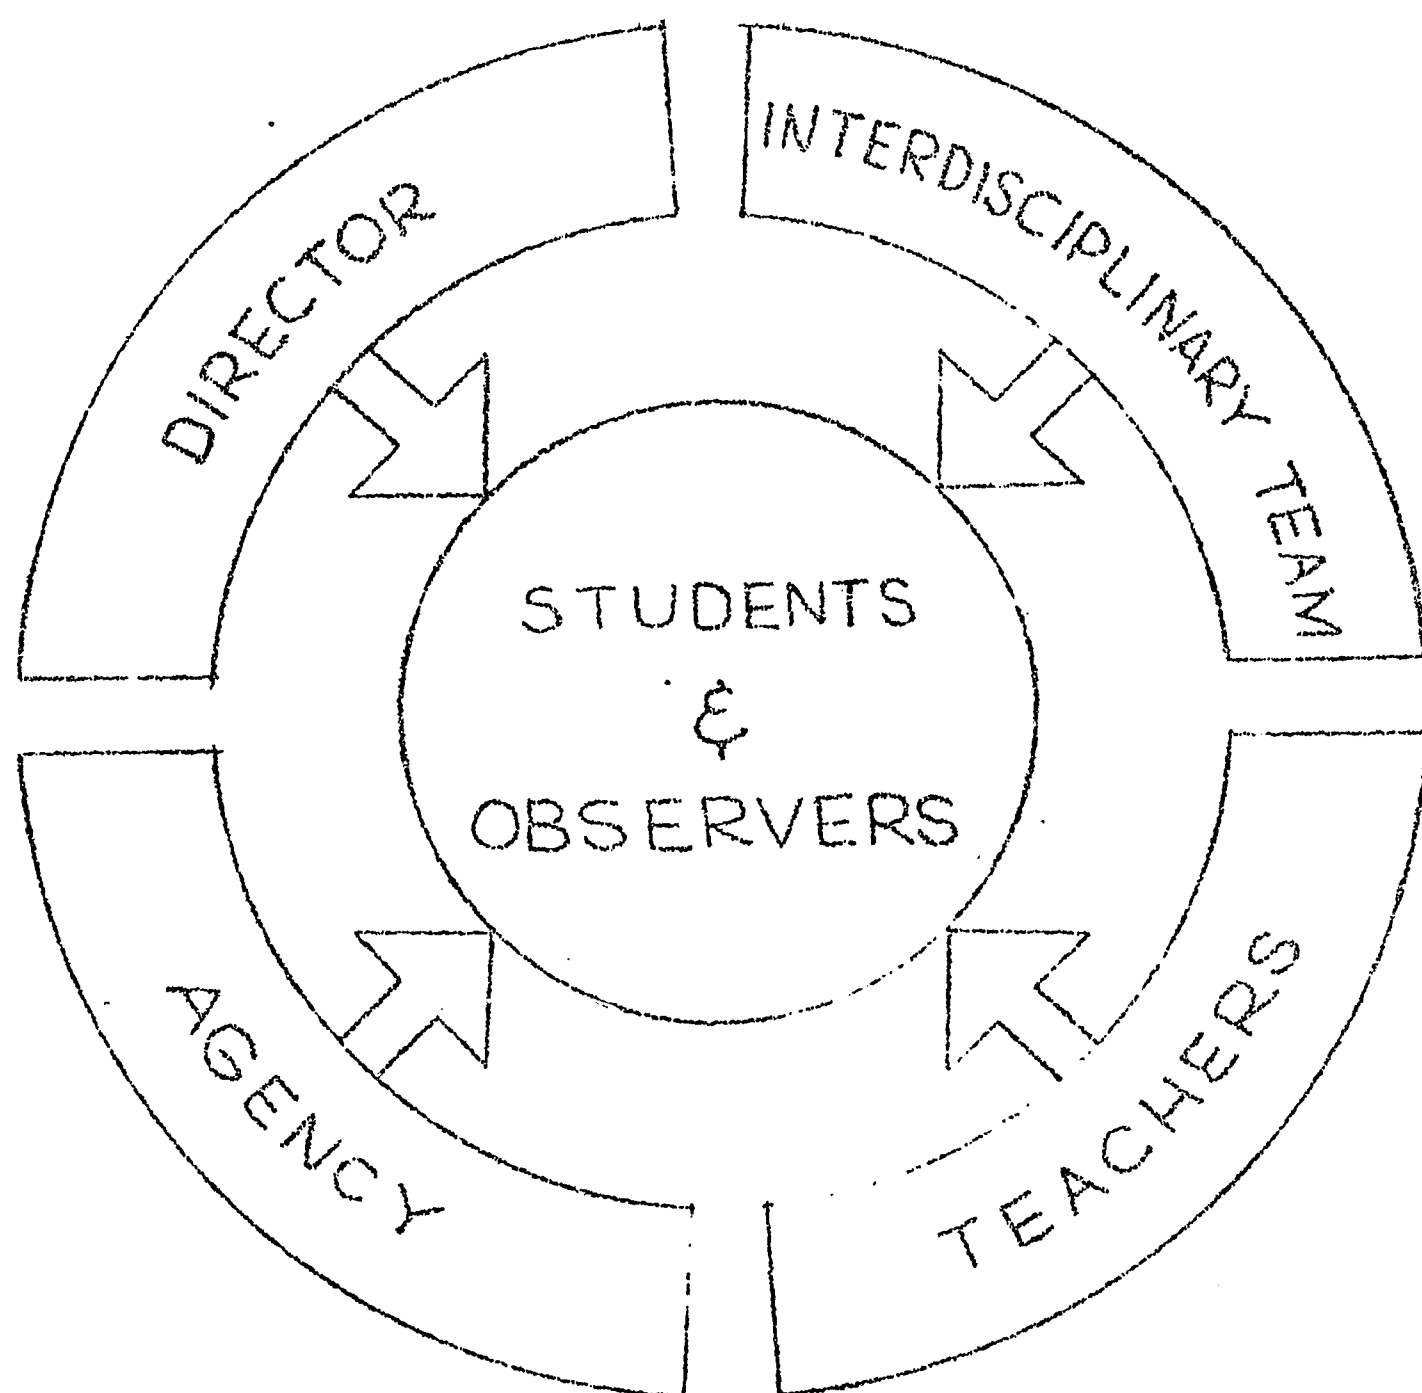 DIRECTOR
INTERDISCIPLINARY TEAM
STUDENTS
&
OBSERVERS
AGENCY
TEACHERS